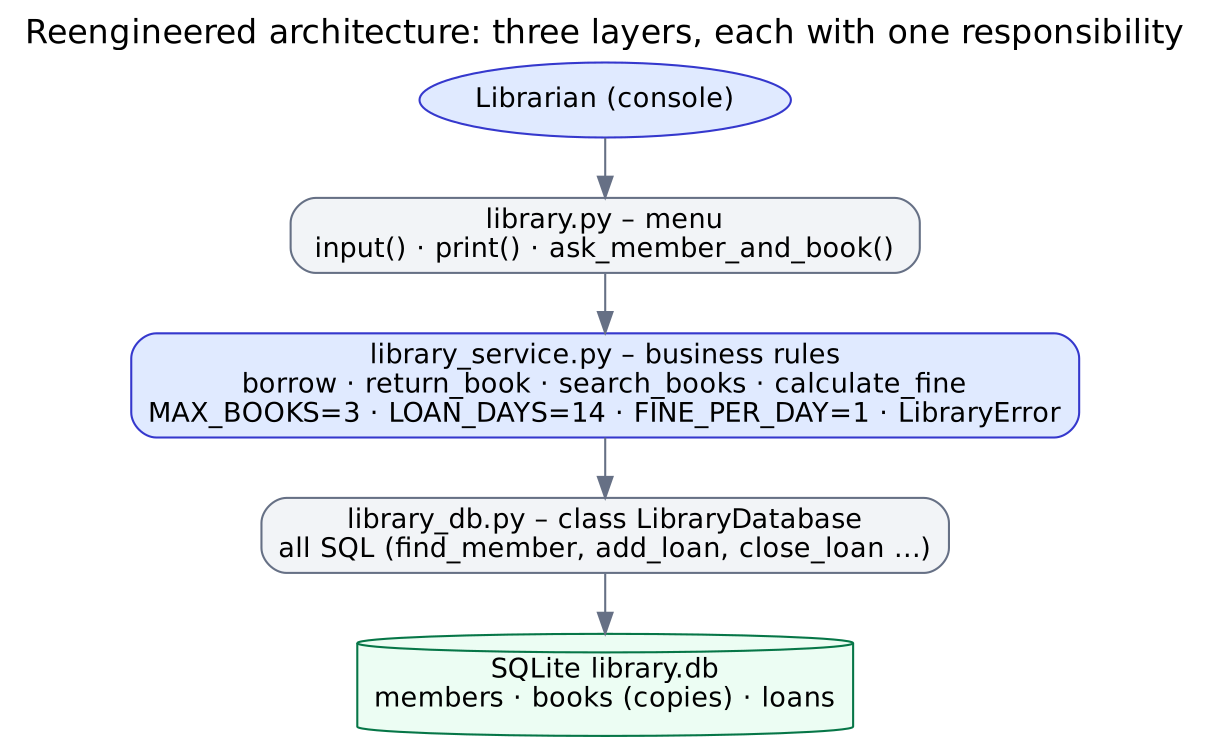 Reengineered architecture: three layers, each with one responsibility
Librarian (console)
library.py – menu
input() · print() · ask_member_and_book()
library_service.py – business rules
borrow · return_book · search_books · calculate_fine
MAX_BOOKS=3 · LOAN_DAYS=14 · FINE_PER_DAY=1 · LibraryError
library_db.py – class LibraryDatabase
all SQL (find_member, add_loan, close_loan ...)
SQLite library.db
members · books (copies) · loans